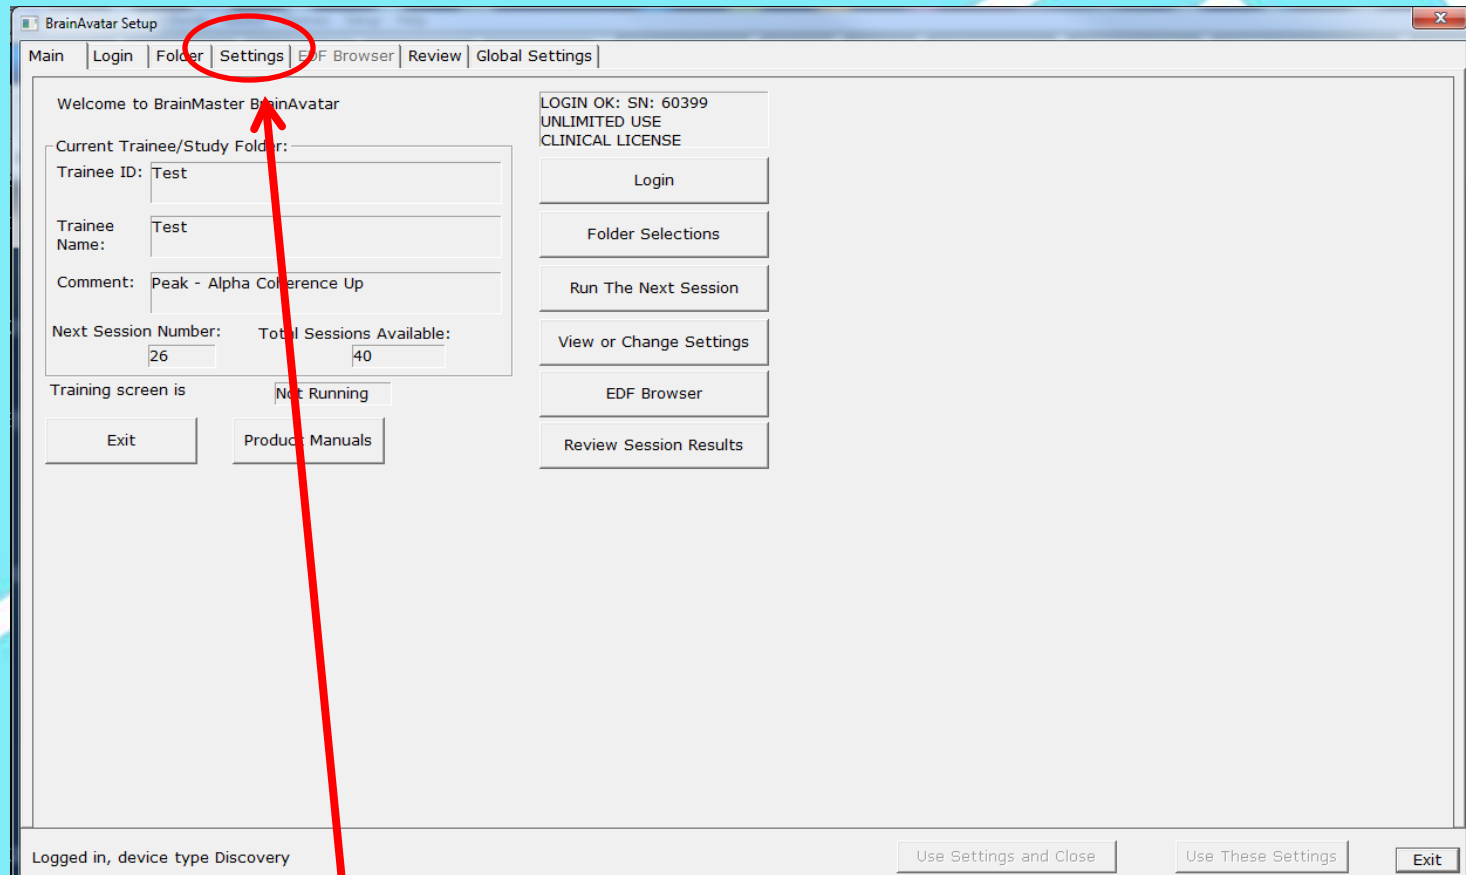 BrainAvatar Setup
Main Login Folder Settings EDF Browser Review Global Settings
Welcome to BrainMaster BrainAvatar
Current Trainee/Study Folder:
Trainee ID: Test
Trainee Name: Test
Comment: Peak - Alpha Coherence Up
Next Session Number: 26
Total Sessions Available: 40
Training screen is Not Running
Exit
Product Manuals
LOGIN OK: SN: 60399
UNLIMITED USE
CLINICAL LICENSE
Login
Folder Selections
Run The Next Session
View or Change Settings
EDF Browser
Review Session Results
Logged in, device type Discovery
Use Settings and Close
Use These Settings
Exit